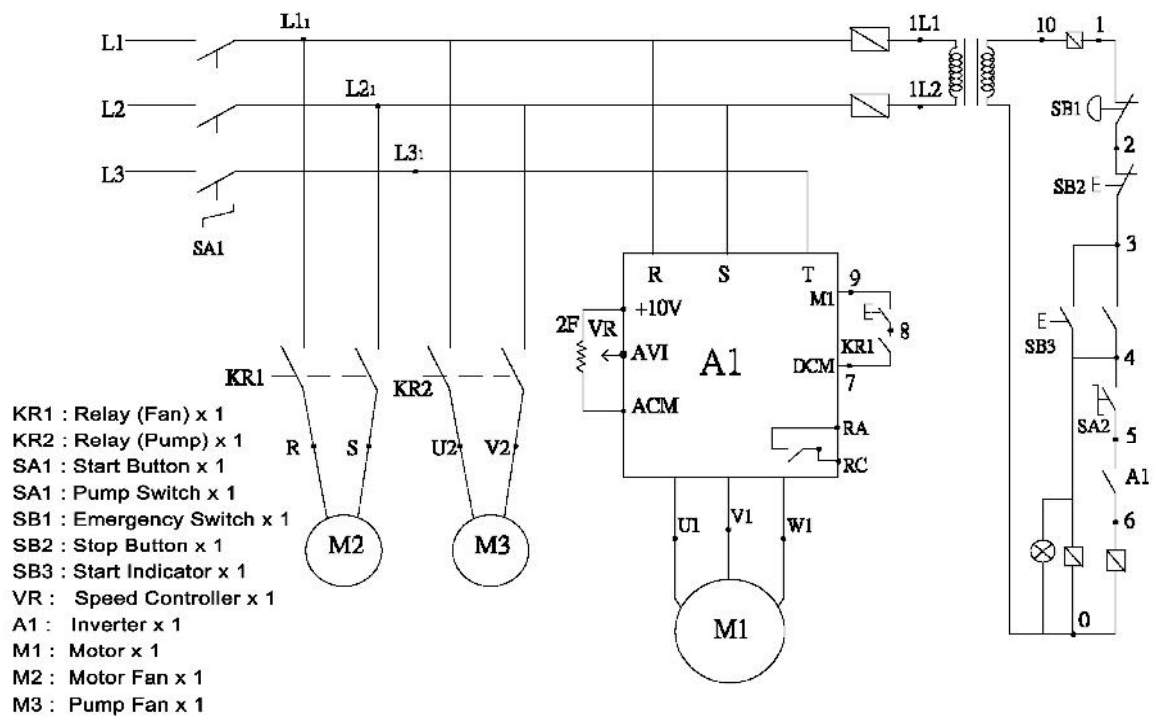 L1
L11
1L1
10
1
L2
L21
1L2
SB1
2
L3
L31
SB2
SA1
3
R
S
T
9
M1
+10V
2F
VR
8
SB3
AVI
A1
KR1
4
DCM
7
KR1
KR2
ACM
SA2
RA
5
R
S
U2
V2
RC
A1
6
U1
V1
W1
M2
M3
0
M1
KR1 : Relay (Fan) x 1
KR2 : Relay (Pump) x 1
SA1 : Start Button x 1
SA1 : Pump Switch x 1
SB1 : Emergency Switch x 1
SB2 : Stop Button x 1
SB3 : Start Indicator x 1
VR : Speed Controller x 1
A1 : Inverter x 1
M1 : Motor x 1
M2 : Motor Fan x 1
M3 : Pump Fan x 1